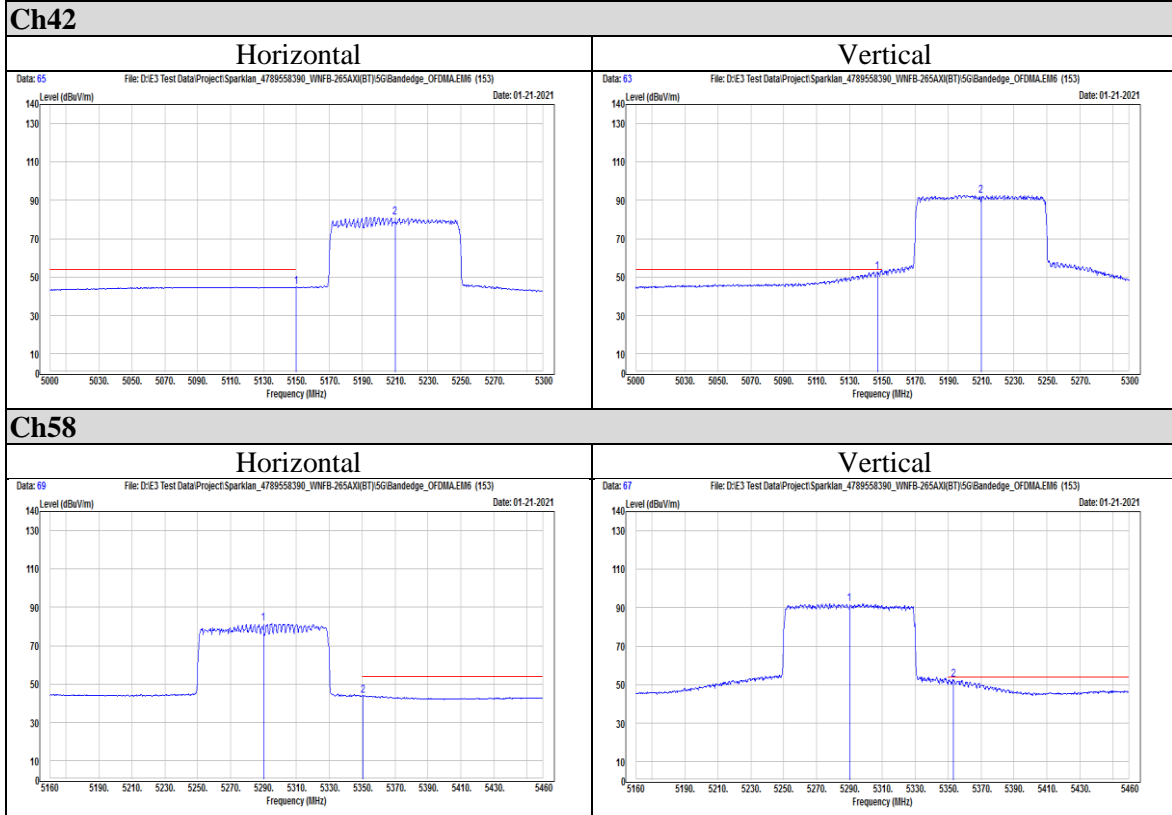 Ch42
Horizontal Vertical
Data: 65 File: D:\E3 Test Data\Project\Sparklan_4789558390_WNFB-265AXI(BT)\5G\Bandedge_OFDMA.EM6 (153)
Level (dBuV/m) Date: 01-21-2021
140
130
110
90
70
50
30
10
0
2
1
5000 5030. 5050. 5070. 5090. 5110. 5130. 5150. 5170. 5190. 5210. 5230. 5250. 5270. 5300
Frequency (MHz)
Data: 63 File: D:\E3 Test Data\Project\Sparklan_4789558390_WNFB-265AXI(BT)\5G\Bandedge_OFDMA.EM6 (153)
Level (dBuV/m) Date: 01-21-2021
140
130
110
90
70
50
30
10
0
2
1
5000 5030. 5050. 5070. 5090. 5110. 5130. 5150. 5170. 5190. 5210. 5230. 5250. 5270. 5300
Frequency (MHz)
Ch58
Horizontal Vertical
Data: 69 File: D:\E3 Test Data\Project\Sparklan_4789558390_WNFB-265AXI(BT)\5G\Bandedge_OFDMA.EM6 (153)
Level (dBuV/m) Date: 01-21-2021
140
130
110
90
70
50
30
10
0
1
2
5160 5190. 5210. 5230. 5250. 5270. 5290. 5310. 5330. 5350. 5370. 5390. 5410. 5430. 5460
Frequency (MHz)
Data: 67 File: D:\E3 Test Data\Project\Sparklan_4789558390_WNFB-265AXI(BT)\5G\Bandedge_OFDMA.EM6 (153)
Level (dBuV/m) Date: 01-21-2021
140
130
110
90
70
50
30
10
0
1
2
5160 5190. 5210. 5230. 5250. 5270. 5290. 5310. 5330. 5350. 5370. 5390. 5410. 5430. 5460
Frequency (MHz)